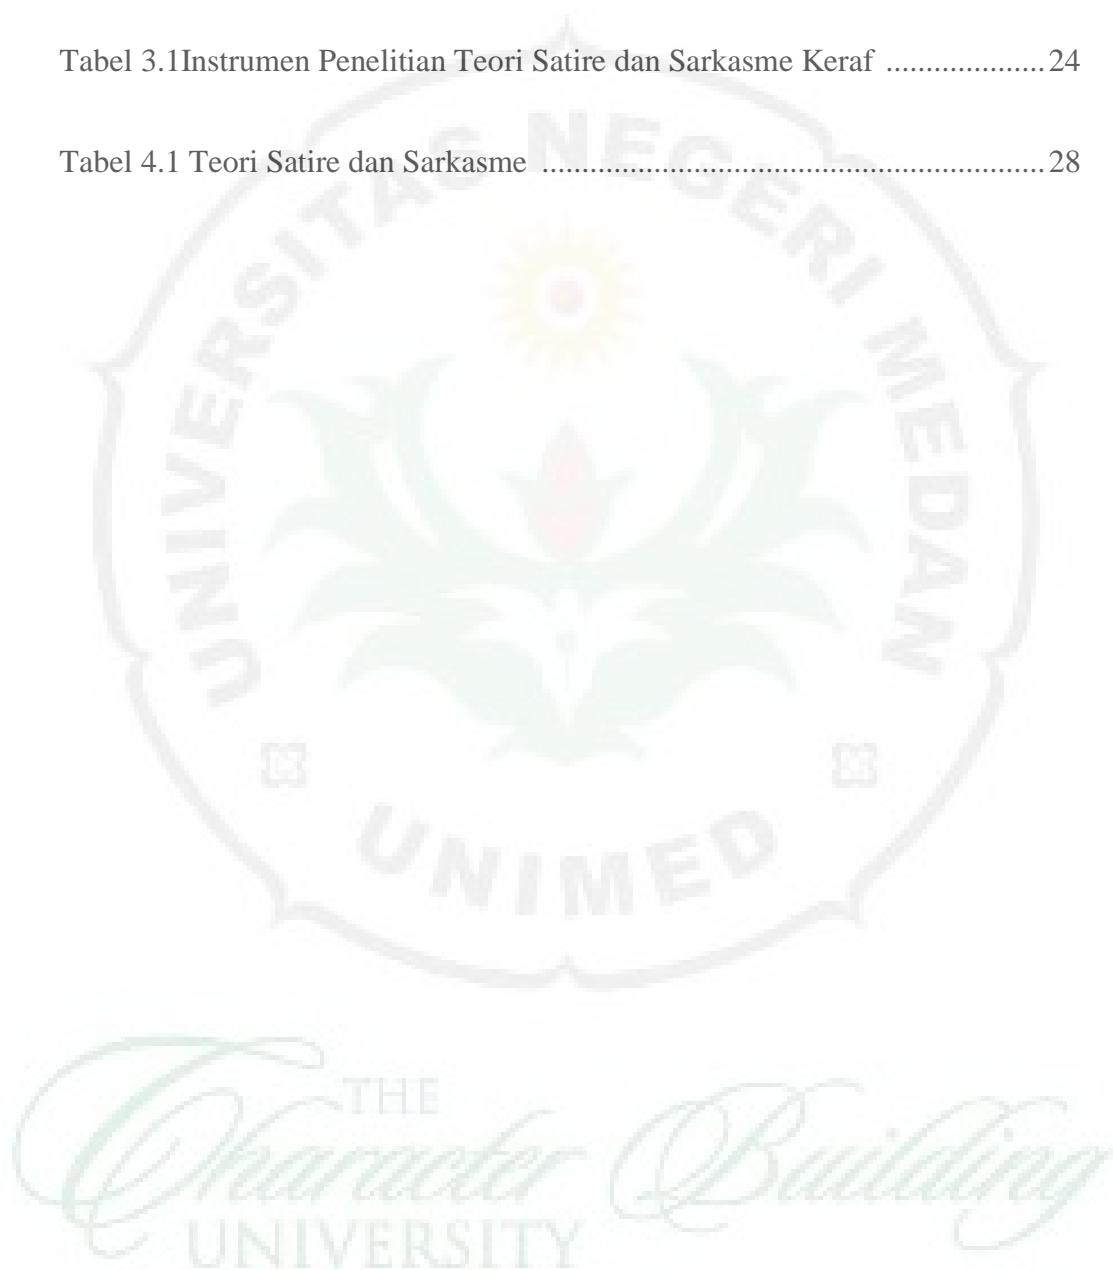 Tabel 3.1Instrumen Penelitian Teori Satire dan Sarkasme Keraf ....................24
Tabel 4.1 Teori Satire dan Sarkasme ..............................................................28
UNIVERSITAS NEGERI MEDAN
UNIMED
THE
Character Building
UNIVERSITY